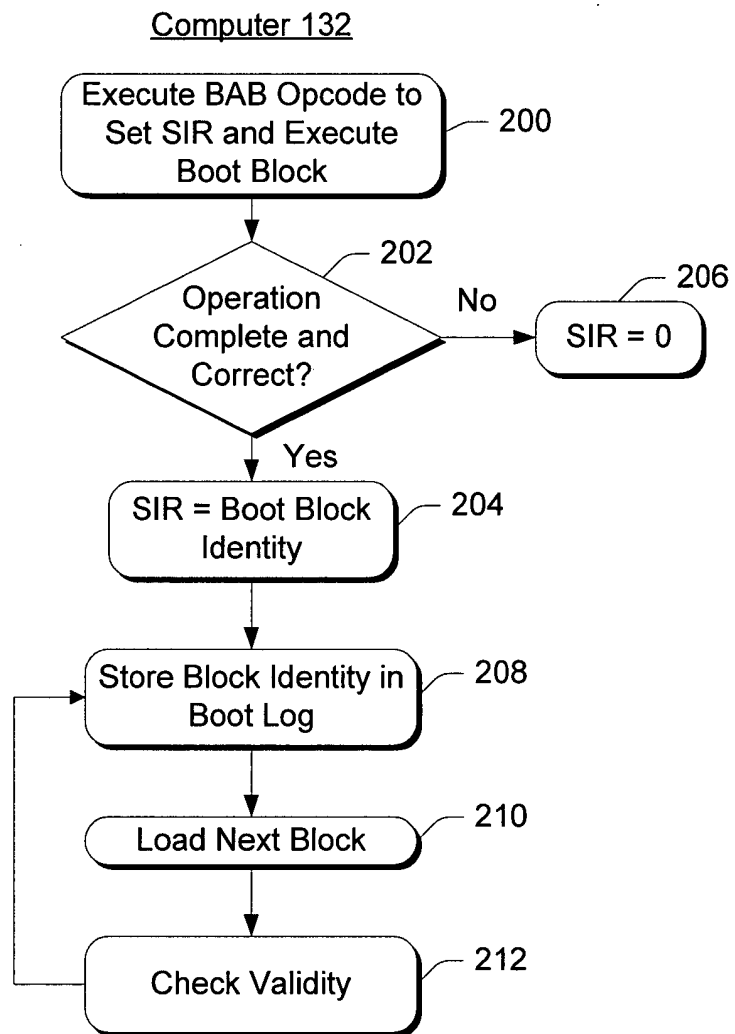 Computer 132
Execute BAB Opcode to
Set SIR and Execute
Boot Block
200
202
Operation
Complete and
Correct?
No
206
SIR = 0
Yes
SIR = Boot Block
Identity
204
Store Block Identity in
Boot Log
208
Load Next Block
210
Check Validity
212